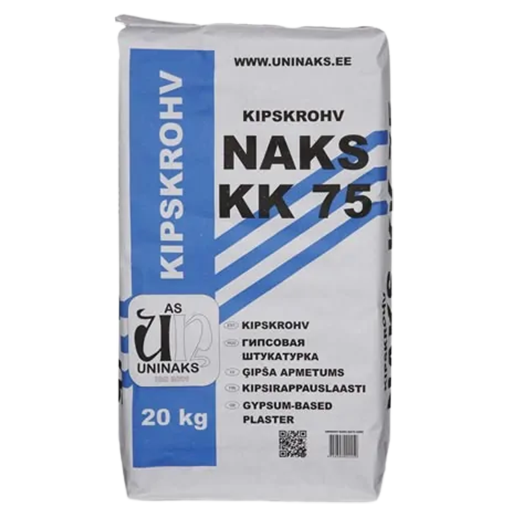 WWW.UNINAKS.EE
KIPSKROHV
NAKS
KK 75
KIPSKROHV
AS
UNINAKS
20 kg
KIPSKROHV
ГИПСОВАЯ
ШТУКАТУРКА
ĢIPŠA APMETUMS
KIPSIRAPPAUSLAASTI
GYPSUM-BASED
PLASTER
KIPSKROHV